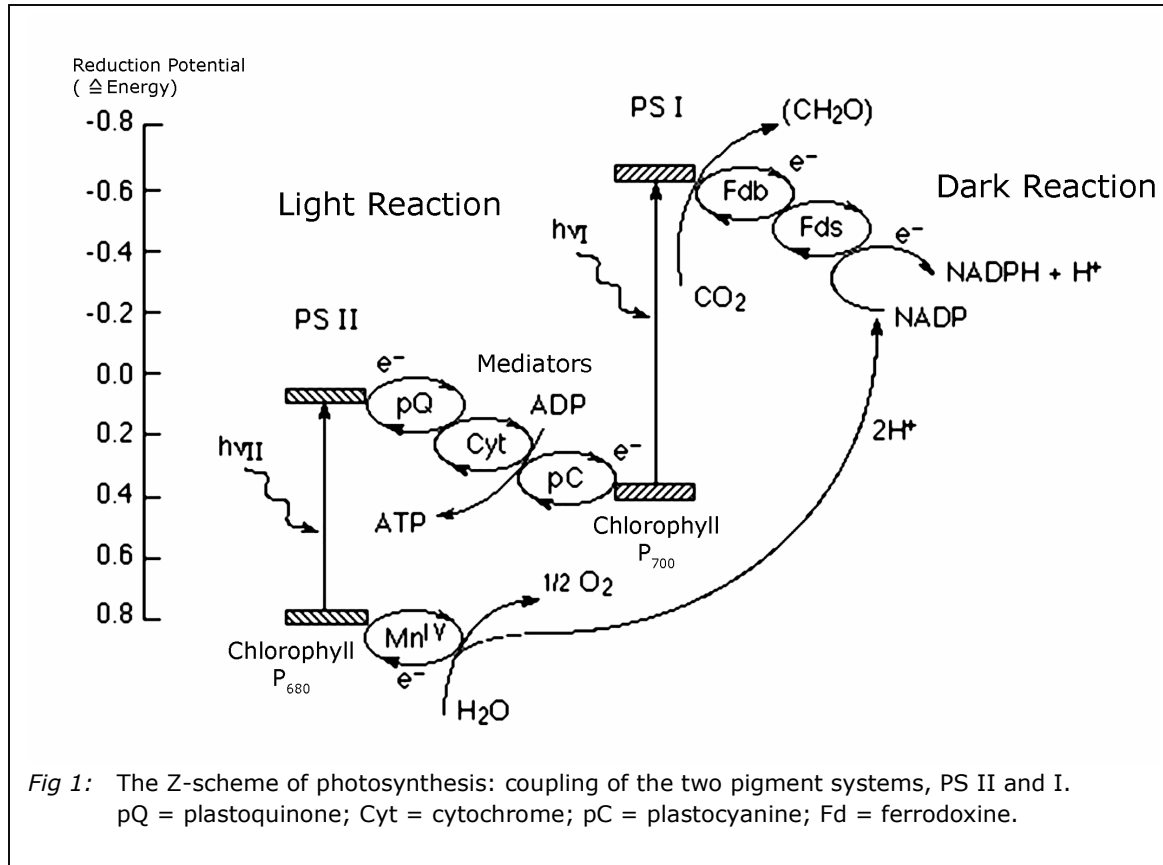 Reduction Potential
( ≙ Energy)
-0.8
-0.6
-0.4
-0.2
0.0
0.2
0.4
0.6
0.8
Light Reaction
Dark Reaction
PS I
(CH₂O)
e⁻
Fdb
Fds
e⁻
NADPH + H⁺
NADP
CO₂
hνI
PS II
e⁻
Mediators
pQ
ADP
Cyt
e⁻
pC
hνII
ATP
2H⁺
Chlorophyll
P₇₀₀
1/2 O₂
Mnᴵⱽ
Chlorophyll
P₆₈₀
e⁻
H₂O
Fig 1: The Z-scheme of photosynthesis: coupling of the two pigment systems, PS II and I.
pQ = plastoquinone; Cyt = cytochrome; pC = plastocyanine; Fd = ferrodoxine.